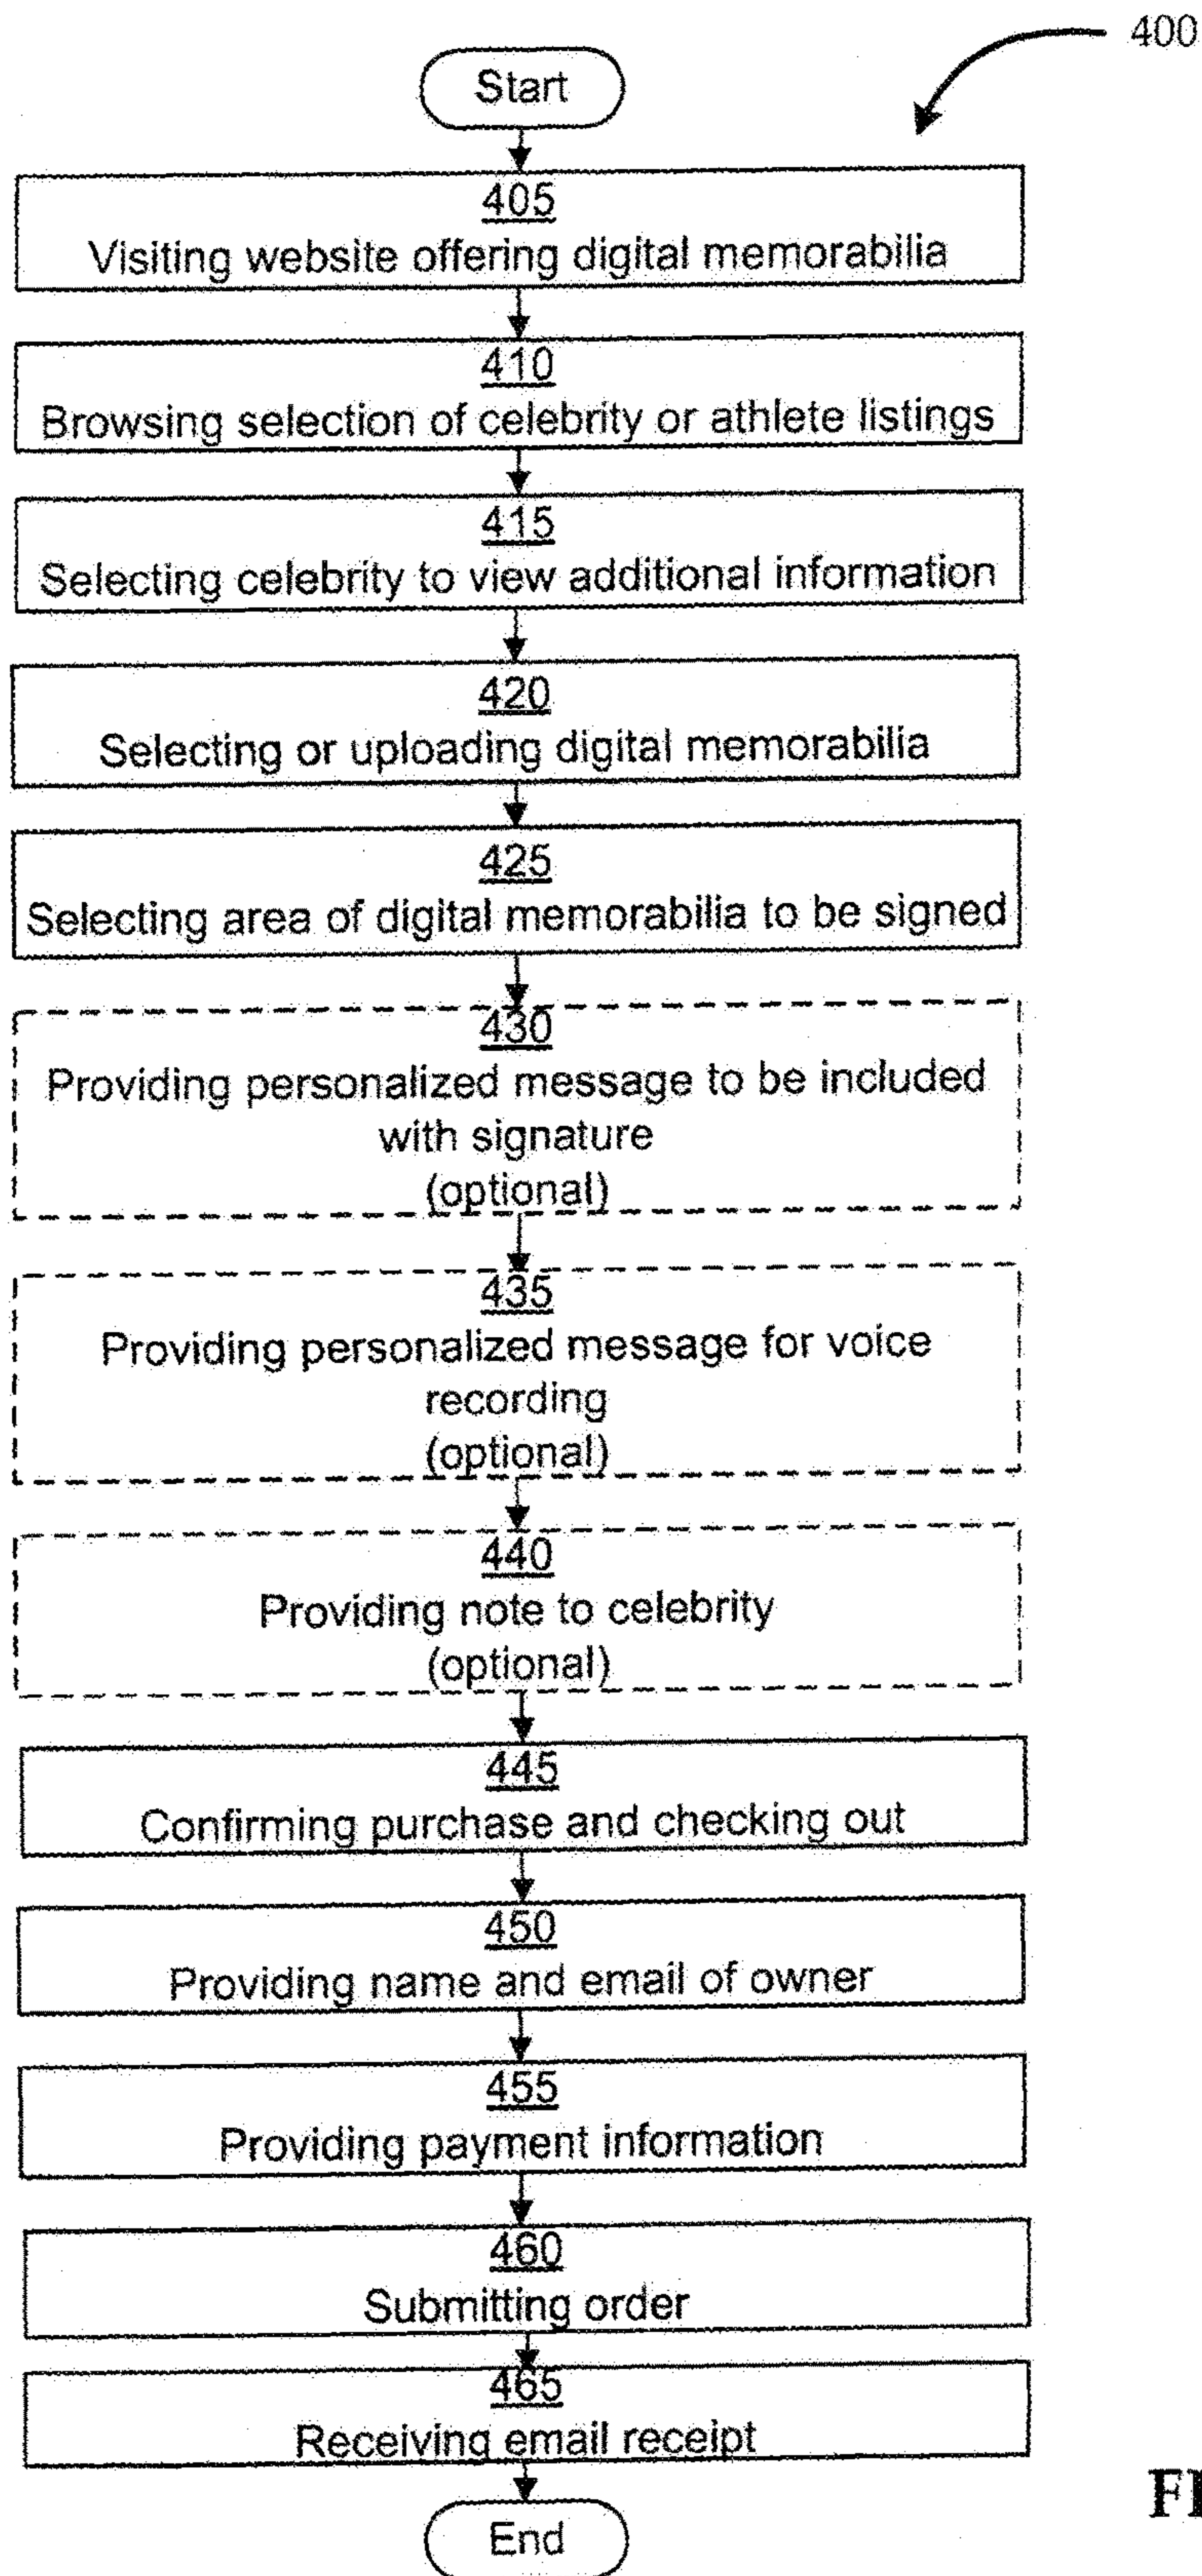 400
Start
405
Visiting website offering digital memorabilia
410
Browsing selection of celebrity or athlete listings
415
Selecting celebrity to view additional information
420
Selecting or uploading digital memorabilia
425
Selecting area of digital memorabilia to be signed
430
Providing personalized message to be included
with signature
(optional)
435
Providing personalized message for voice
recording
(optional)
440
Providing note to celebrity
(optional)
445
Confirming purchase and checking out
450
Providing name and email of owner
455
Providing payment information
460
Submitting order
465
Receiving email receipt
End